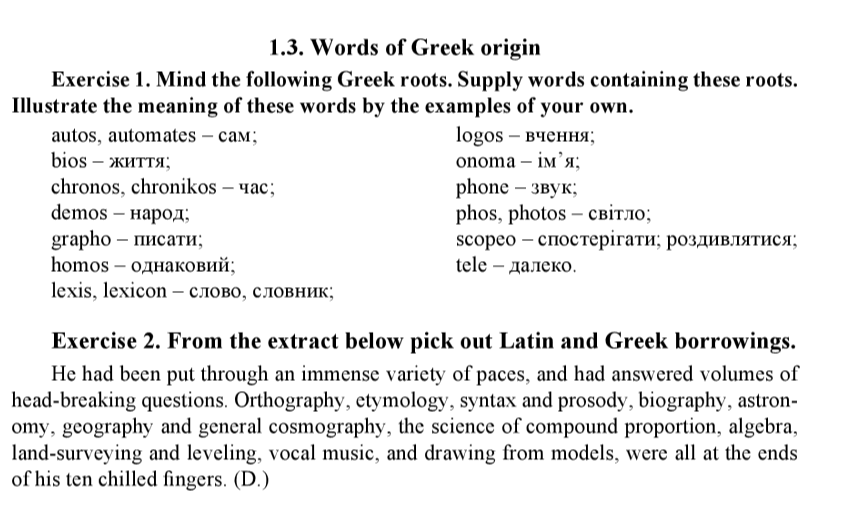 1.3. Words of Greek origin
Exercise 1. Mind the following Greek roots. Supply words containing these roots.
Illustrate the meaning of these words by the examples of your own.
autos, automates – сам;
bios – життя;
chronos, chronikos – час;
demos – народ;
grapho – писати;
homos – однаковий;
lexis, lexicon – слово, словник;
logos – вчення;
onoma – ім’я;
phone – звук;
phos, photos – світло;
scopeo – спостерігати; роздивлятися;
tele – далеко.
Exercise 2. From the extract below pick out Latin and Greek borrowings.
He had been put through an immense variety of paces, and had answered volumes of
head-breaking questions. Orthography, etymology, syntax and prosody, biography, astron-
omy, geography and general cosmography, the science of compound proportion, algebra,
land-surveying and leveling, vocal music, and drawing from models, were all at the ends
of his ten chilled fingers. (D.)